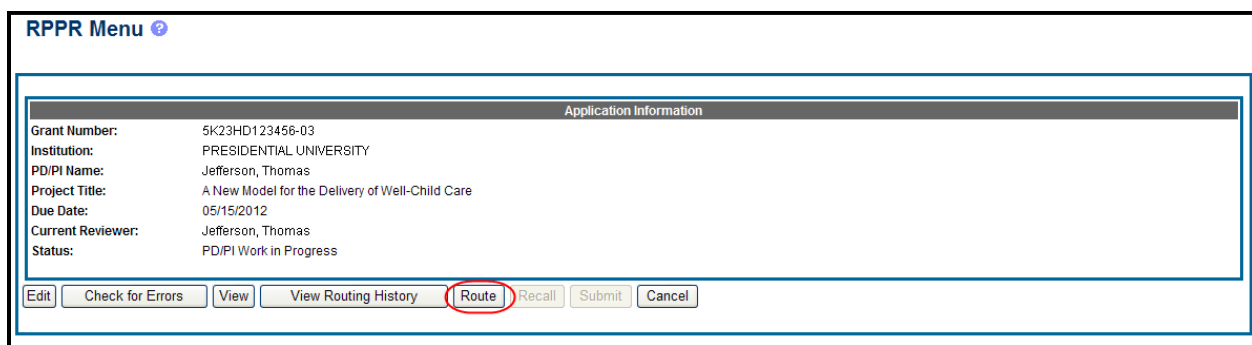 RPPR Menu ?
Application Information
Grant Number: 5K23HD123456-03
Institution: PRESIDENTIAL UNIVERSITY
PD/PI Name: Jefferson, Thomas
Project Title: A New Model for the Delivery of Well-Child Care
Due Date: 05/15/2012
Current Reviewer: Jefferson, Thomas
Status: PD/PI Work in Progress
Edit Check for Errors View View Routing History Route Recall Submit Cancel